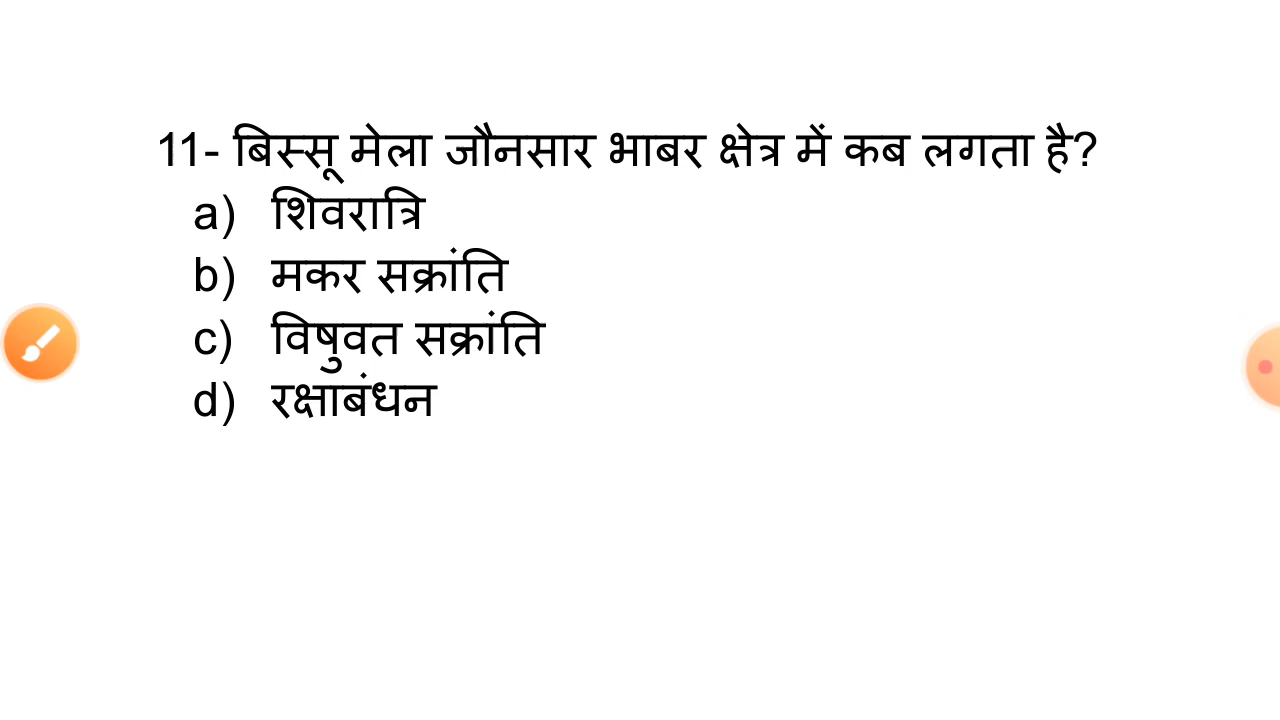 11- बिस्सू मेला जौनसार भाबर क्षेत्र में कब लगता है?
a) शिवरात्रि
b) मकर सक्रांति
c) विषुवत सक्रांति
d) रक्षाबंधन